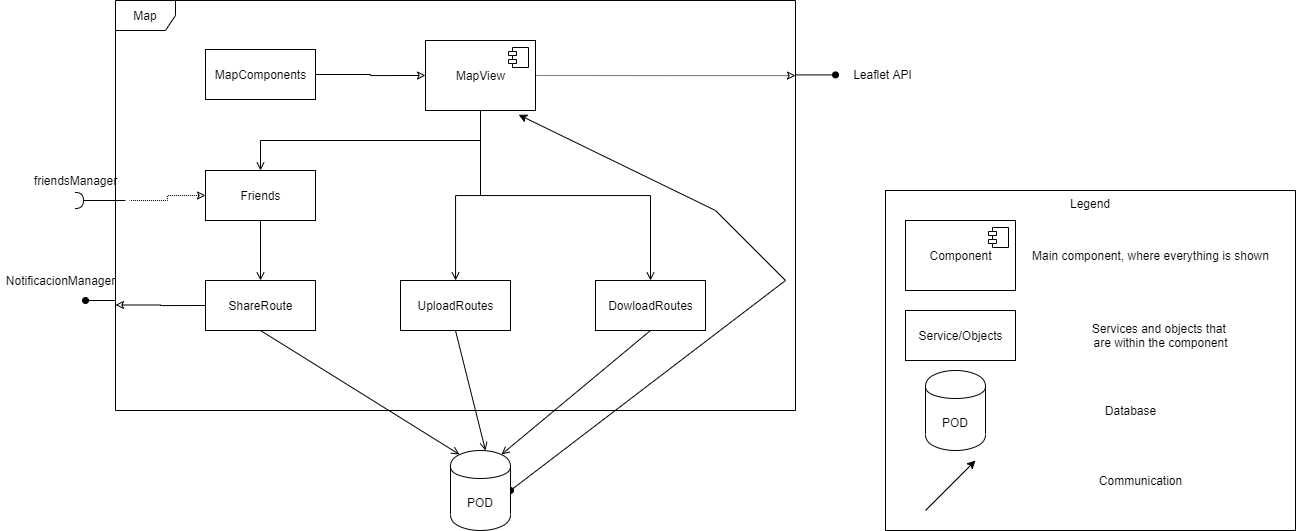 Map
MapComponents
MapView
Leaflet API
friendsManager
Friends
NotificacionManager
ShareRoute
UploadRoutes
DowloadRoutes
POD
Legend
Component
Main component, where everything is shown
Service/Objects
Services and objects that
are within the component
POD
Database
Communication